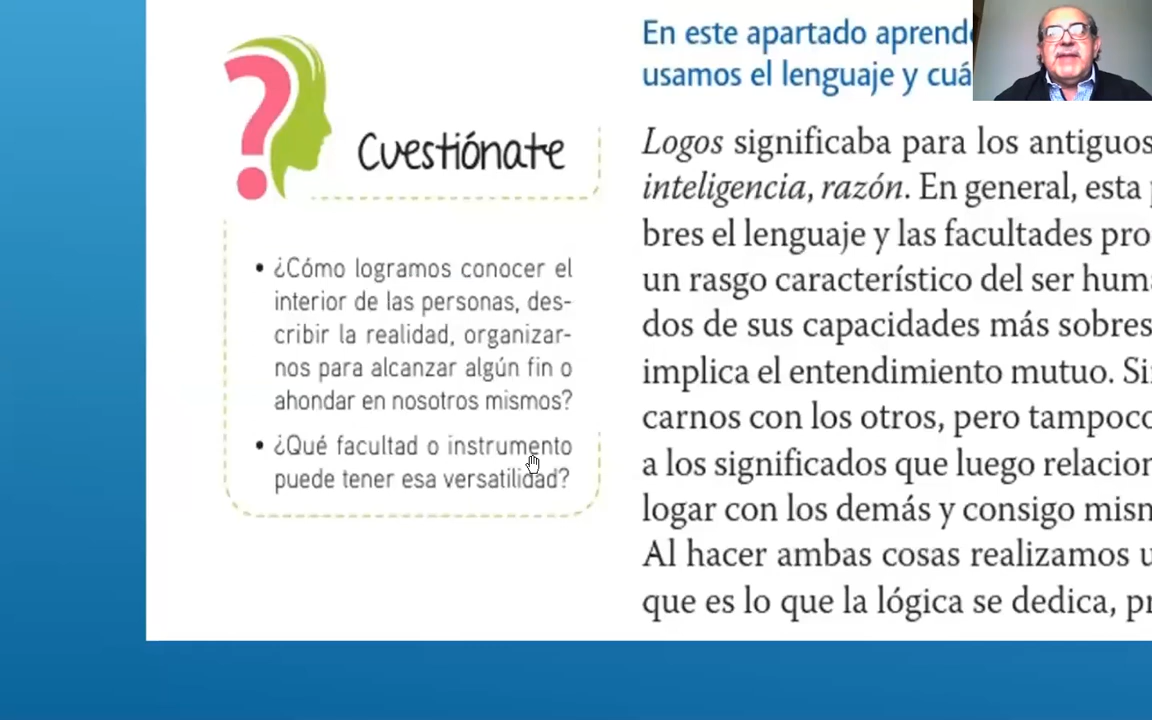 Cuestiónate
• ¿Cómo logramos conocer el
interior de las personas, des-
cribir la realidad, organizar-
nos para alcanzar algún fin o
ahondar en nosotros mismos?
• ¿Qué facultad o instrumento
puede tener esa versatilidad?
En este apartado aprend
usamos el lenguaje y cuá
Logos significaba para los antiguos
inteligencia, razón. En general, esta
bres el lenguaje y las facultades pro
un rasgo característico del ser huma
dos de sus capacidades más sobres
implica el entendimiento mutuo. Si
carnos con los otros, pero tampoco
a los significados que luego relacion
logar con los demás y consigo mism
Al hacer ambas cosas realizamos u
que es lo que la lógica se dedica, pr